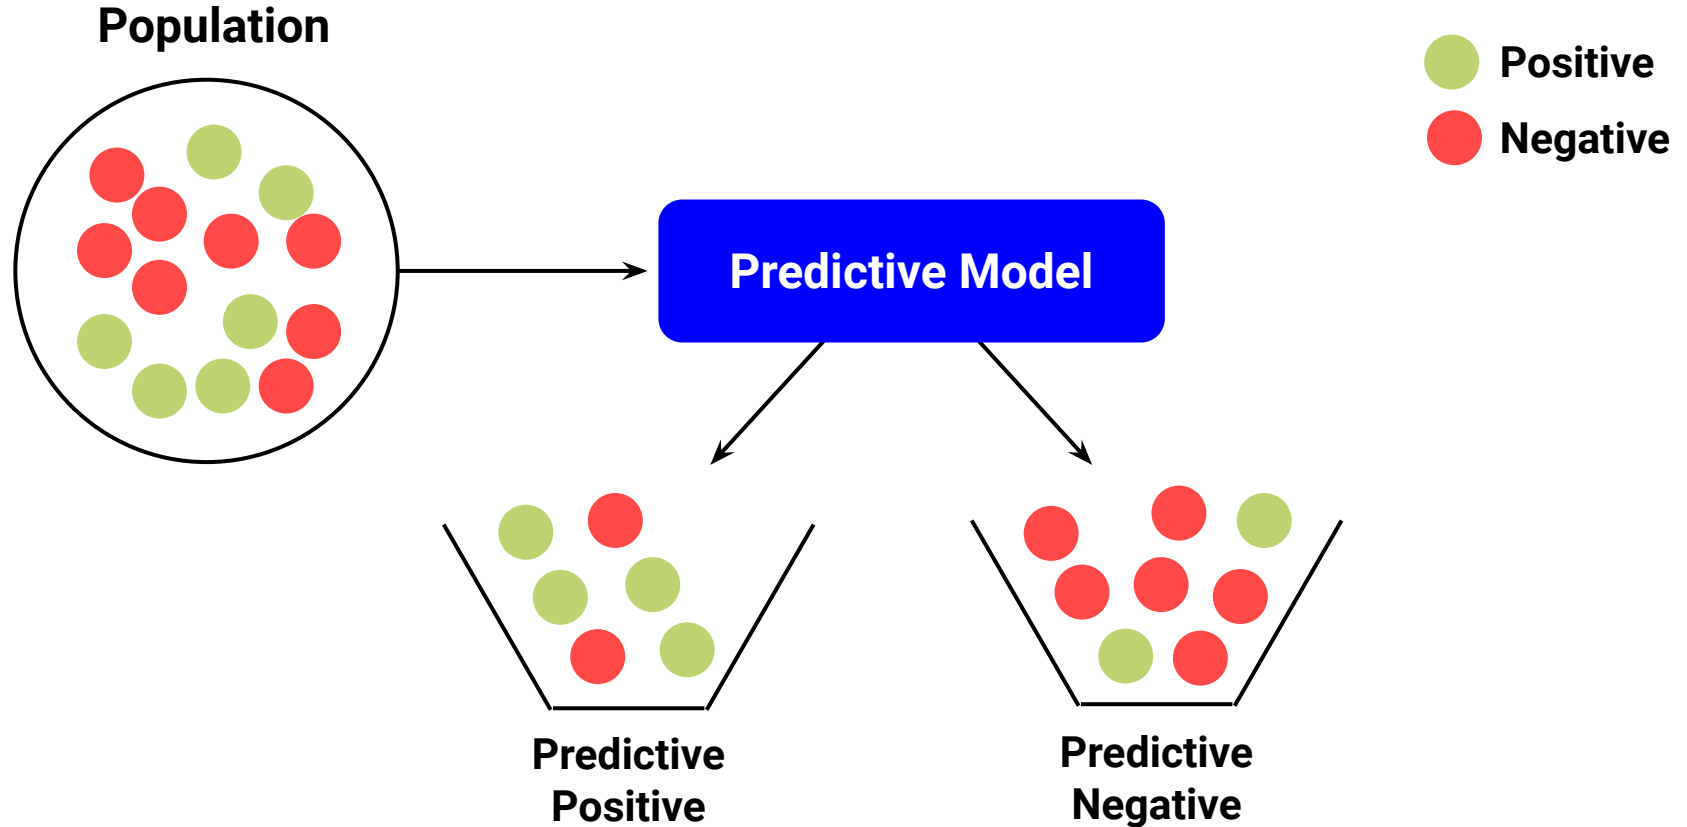 Population
Positive
Negative
Predictive Model
Predictive
Positive
Predictive
Negative